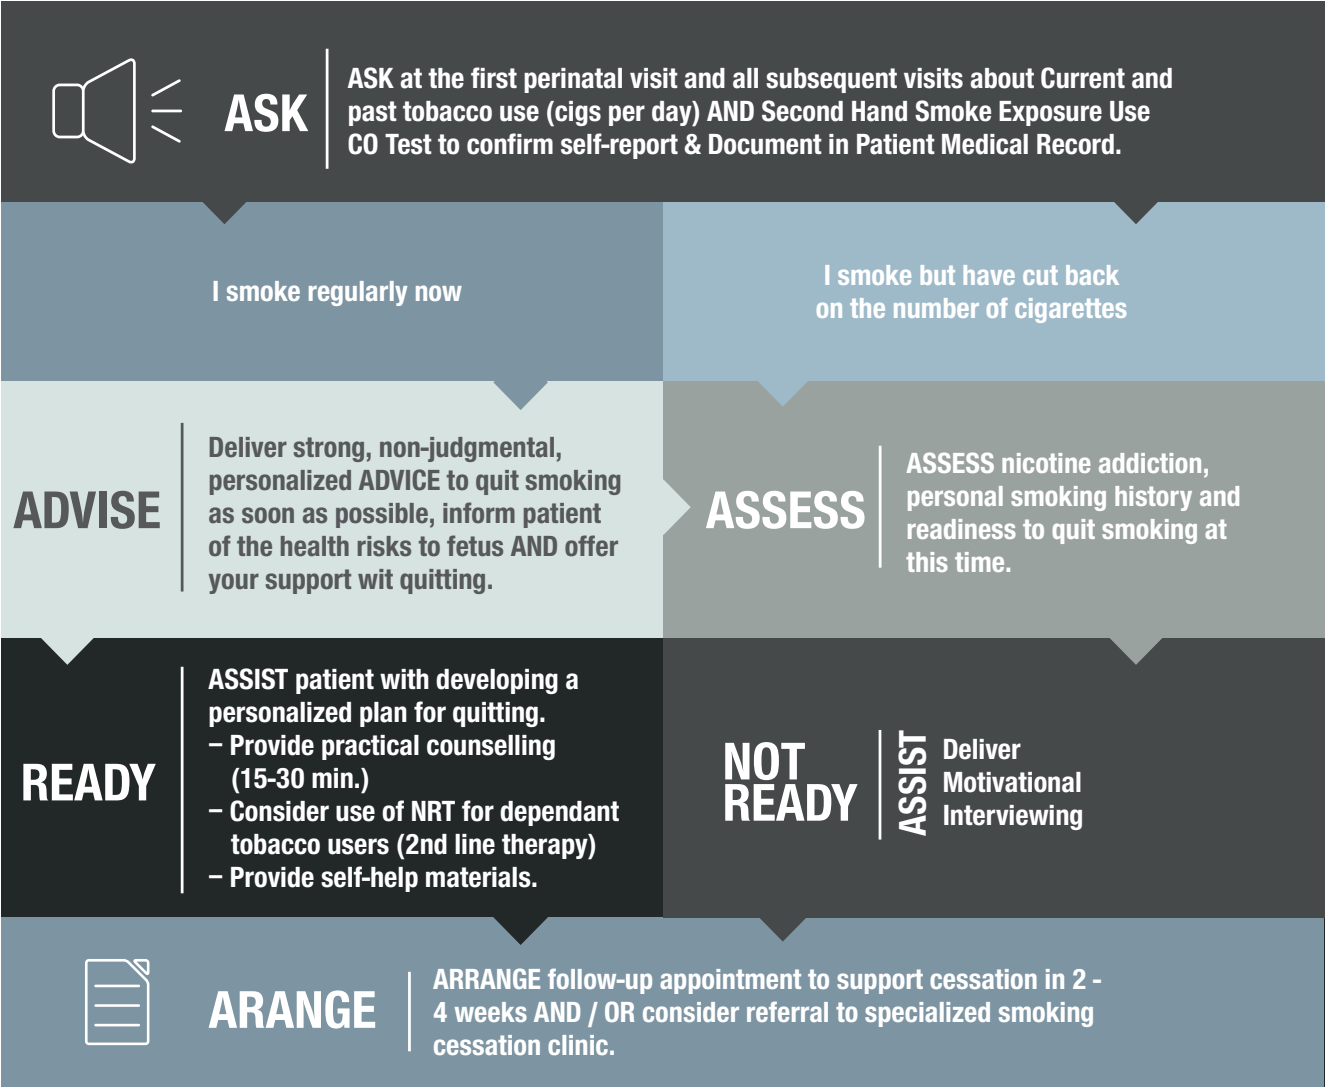 ASK
ASK at the first perinatal visit and all subsequent visits about Current and
past tobacco use (cigs per day) AND Second Hand Smoke Exposure Use
CO Test to confirm self-report & Document in Patient Medical Record.
I smoke regularly now
I smoke but have cut back
on the number of cigarettes
ADVISE
Deliver strong, non-judgmental,
personalized ADVICE to quit smoking
as soon as possible, inform patient
of the health risks to fetus AND offer
your support wit quitting.
ASSESS
ASSESS nicotine addiction,
personal smoking history and
readiness to quit smoking at
this time.
READY
ASSIST patient with developing a
personalized plan for quitting.
– Provide practical counselling
(15-30 min.)
– Consider use of NRT for dependant
tobacco users (2nd line therapy)
– Provide self-help materials.
NOT
READY
ASSIST
Deliver
Motivational
Interviewing
ARANGE
ARRANGE follow-up appointment to support cessation in 2 -
4 weeks AND / OR consider referral to specialized smoking
cessation clinic.